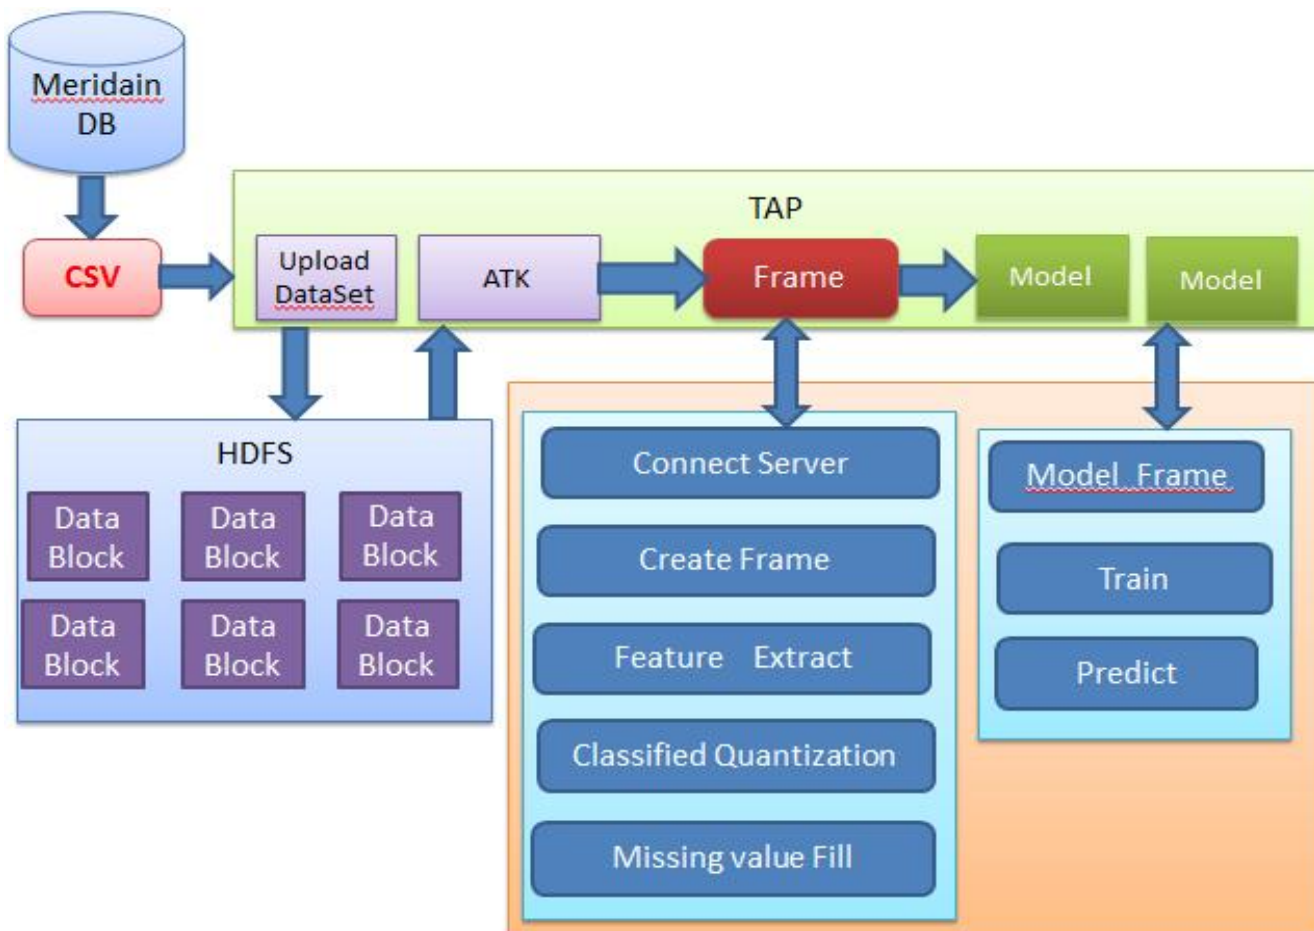 Meridain
DB
CSV
TAP
Upload
DataSet
ATK
Frame
Model
Model
HDFS
Data
Block
Data
Block
Data
Block
Data
Block
Data
Block
Data
Block
Connect Server
Create Frame
Feature Extract
Classified Quantization
Missing value Fill
Model Frame
Train
Predict